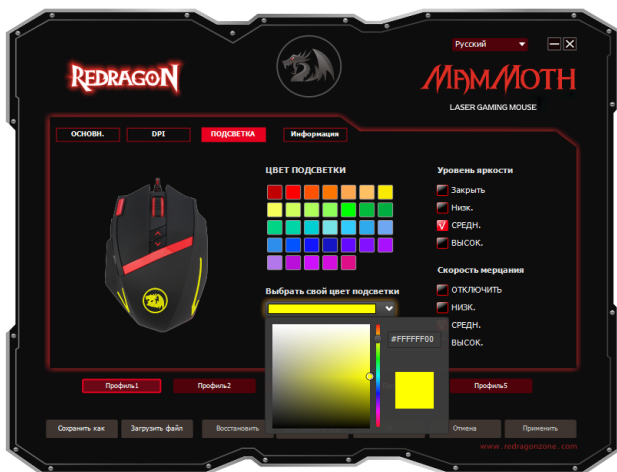 Русский
REDRAGON
MAMMOTH
LASER GAMING MOUSE
ОСНОВН.
DPI
ПОДСВЕТКА
Информация
ЦВЕТ ПОДСВЕТКИ
Уровень яркости
Закрыть
Низк.
СРЕДН.
ВЫСОК.
Скорость мерцания
ОТКЛЮЧИТЬ
НИЗК.
СРЕДН.
ВЫСОК.
Выбрать свой цвет подсветки
#FFFFFF00
Профиль1
Профиль2
Профиль5
Сохранить как
Загрузить файл
Восстановить
Отмена
Применить
www.redragonzone.com